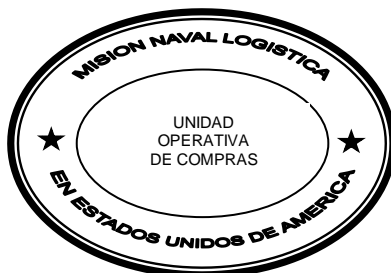 MISION NAVAL LOGISTICA
UNIDAD
OPERATIVA
DE COMPRAS
EN ESTADOS UNIDOS DE AMERICA